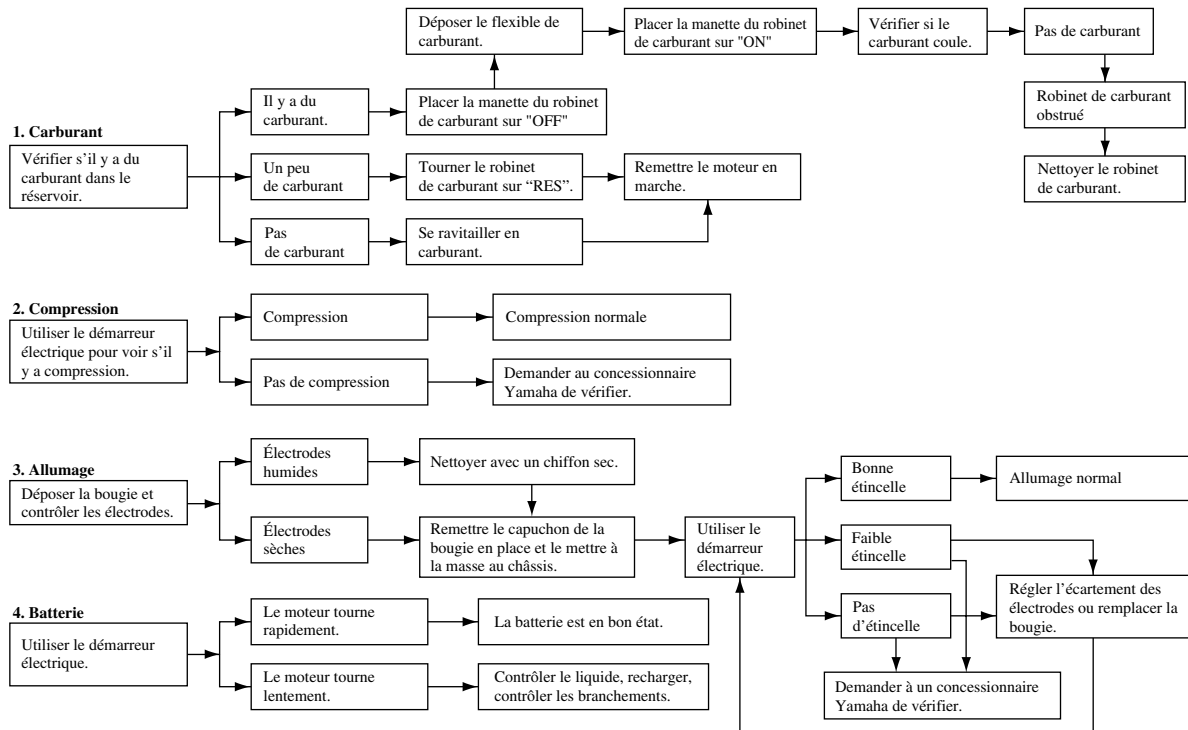 1. Carburant
Vérifier s’il y a du
carburant dans le
réservoir.
Il y a du
carburant.
Placer la manette du robinet
de carburant sur "OFF"
Déposer le flexible de
carburant.
Placer la manette du robinet
de carburant sur "ON"
Vérifier si le
carburant coule.
Pas de carburant
Robinet de carburant
obstrué
Nettoyer le robinet
de carburant.
Un peu
de carburant
Tourner le robinet
de carburant sur “RES”.
Remettre le moteur en
marche.
Pas
de carburant
Se ravitailler en
carburant.
2. Compression
Utiliser le démarreur
électrique pour voir s’il
y a compression.
Compression
Compression normale
Pas de compression
Demander au concessionnaire
Yamaha de vérifier.
3. Allumage
Déposer la bougie et
contrôler les électrodes.
Électrodes
humides
Nettoyer avec un chiffon sec.
Électrodes
sèches
Remettre le capuchon de la
bougie en place et le mettre à
la masse au châssis.
Utiliser le
démarreur
électrique.
Bonne
étincelle
Allumage normal
Faible
étincelle
Pas
d’étincelle
Régler l’écartement des
électrodes ou remplacer la
bougie.
Demander à un concessionnaire
Yamaha de vérifier.
4. Batterie
Utiliser le démarreur
électrique.
Le moteur tourne
rapidement.
La batterie est en bon état.
Le moteur tourne
lentement.
Contrôler le liquide, recharger,
contrôler les branchements.